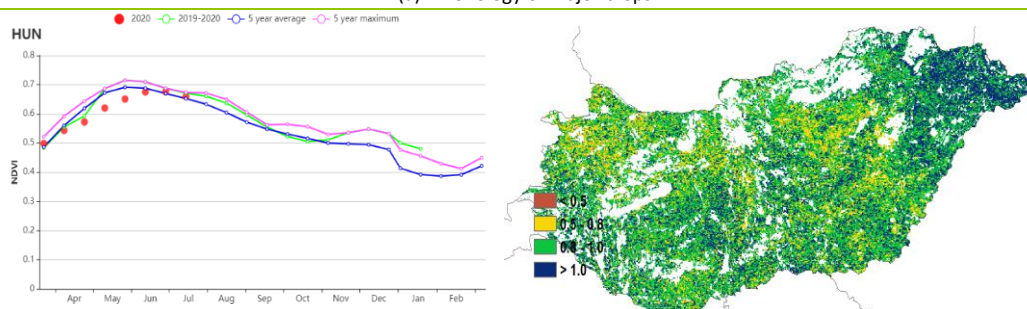 2020 2019-2020 5 year average 5 year maximum
HUN
0.8
0.7
0.6
0.5
0.4
0.3
0.2
0.1
0
NDVI
Apr May Jun Jul Aug Sep Oct Nov Dec Jan Feb
< 0.5
0.5 - 0.8
0.8 - 1.0
> 1.0